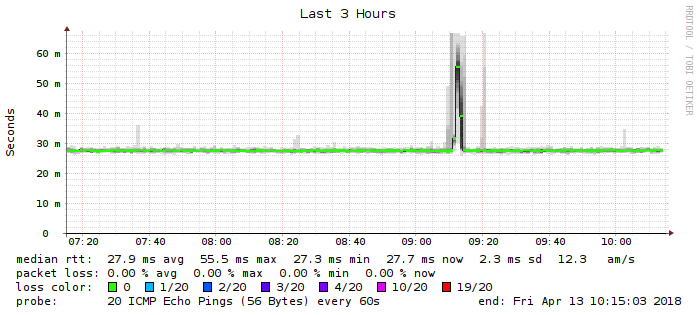 Last 3 Hours
RRDTOOL / TOBI OETIKER
Seconds
60 m
50 m
40 m
30 m
20 m
10 m
0
07:20 07:40 08:00 08:20 08:40 09:00 09:20 09:40 10:00
median rtt: 27.9 ms avg 55.5 ms max 27.3 ms min 27.7 ms now 2.3 ms sd 12.3 am/s
packet loss: 0.00 % avg 0.00 % max 0.00 % min 0.00 % now
loss color: 0 1/20 2/20 3/20 4/20 10/20 19/20
probe: 20 ICMP Echo Pings (56 Bytes) every 60s end: Fri Apr 13 10:15:03 2018